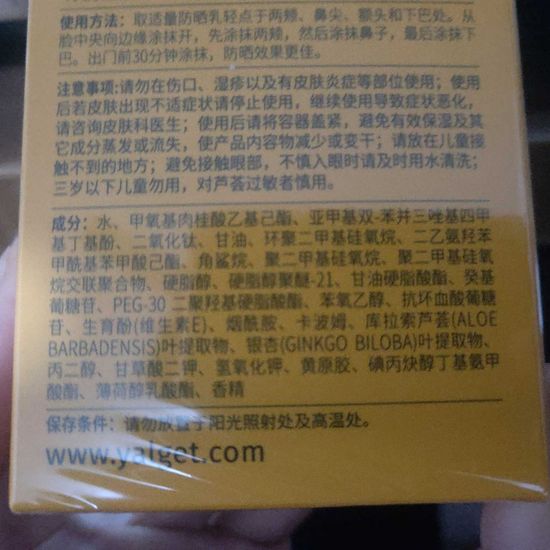 使用方法：取适量防晒乳轻点于两颊、鼻尖、额头和下巴处。从
脸中央向边缘涂抹开，先涂抹两颊，然后涂抹鼻子，最后涂抹下
巴。出门前30分钟涂抹，防晒效果更佳。
注意事项：请勿在伤口、湿疹以及有皮肤炎症等部位使用；使用
后若皮肤出现不适症状请停止使用，继续使用导致症状恶化，
请咨询皮肤科医生；使用后请将容器盖紧，避免有效保湿及其
它成分蒸发或流失，使产品内容物减少或变干；请放在儿童接
触不到的地方；避免接触眼部，不慎入眼时请及时用水清洗；
三岁以下儿童勿用，对芦荟过敏者慎用。
成分：水、甲氧基肉桂酸乙基己酯、亚甲基双-苯并三唑基四甲
基丁基酚、二氧化钛、甘油、环聚二甲基硅氧烷、二乙氨羟苯
甲酰基苯甲酸己酯、角鲨烷、聚二甲基硅氧烷、聚二甲基硅氧
烷交联聚合物、硬脂醇、硬脂醇聚醚-21、甘油硬脂酸酯、癸基
葡糖苷、PEG-30 二聚羟基硬脂酸酯、苯氧乙醇、抗坏血酸葡糖
苷、生育酚(维生素E)、烟酰胺、卡波姆、库拉索芦荟(ALOE
BARBADENSIS)叶提取物、银杏(GINKGO BILOBA)叶提取物、
丙二醇、甘草酸二钾、氢氧化钾、黄原胶、碘丙炔醇丁基氨甲
酸酯、薄荷醇乳酸酯、香精
保存条件：请勿放置于阳光照射处及高温处。
www.yalget.com